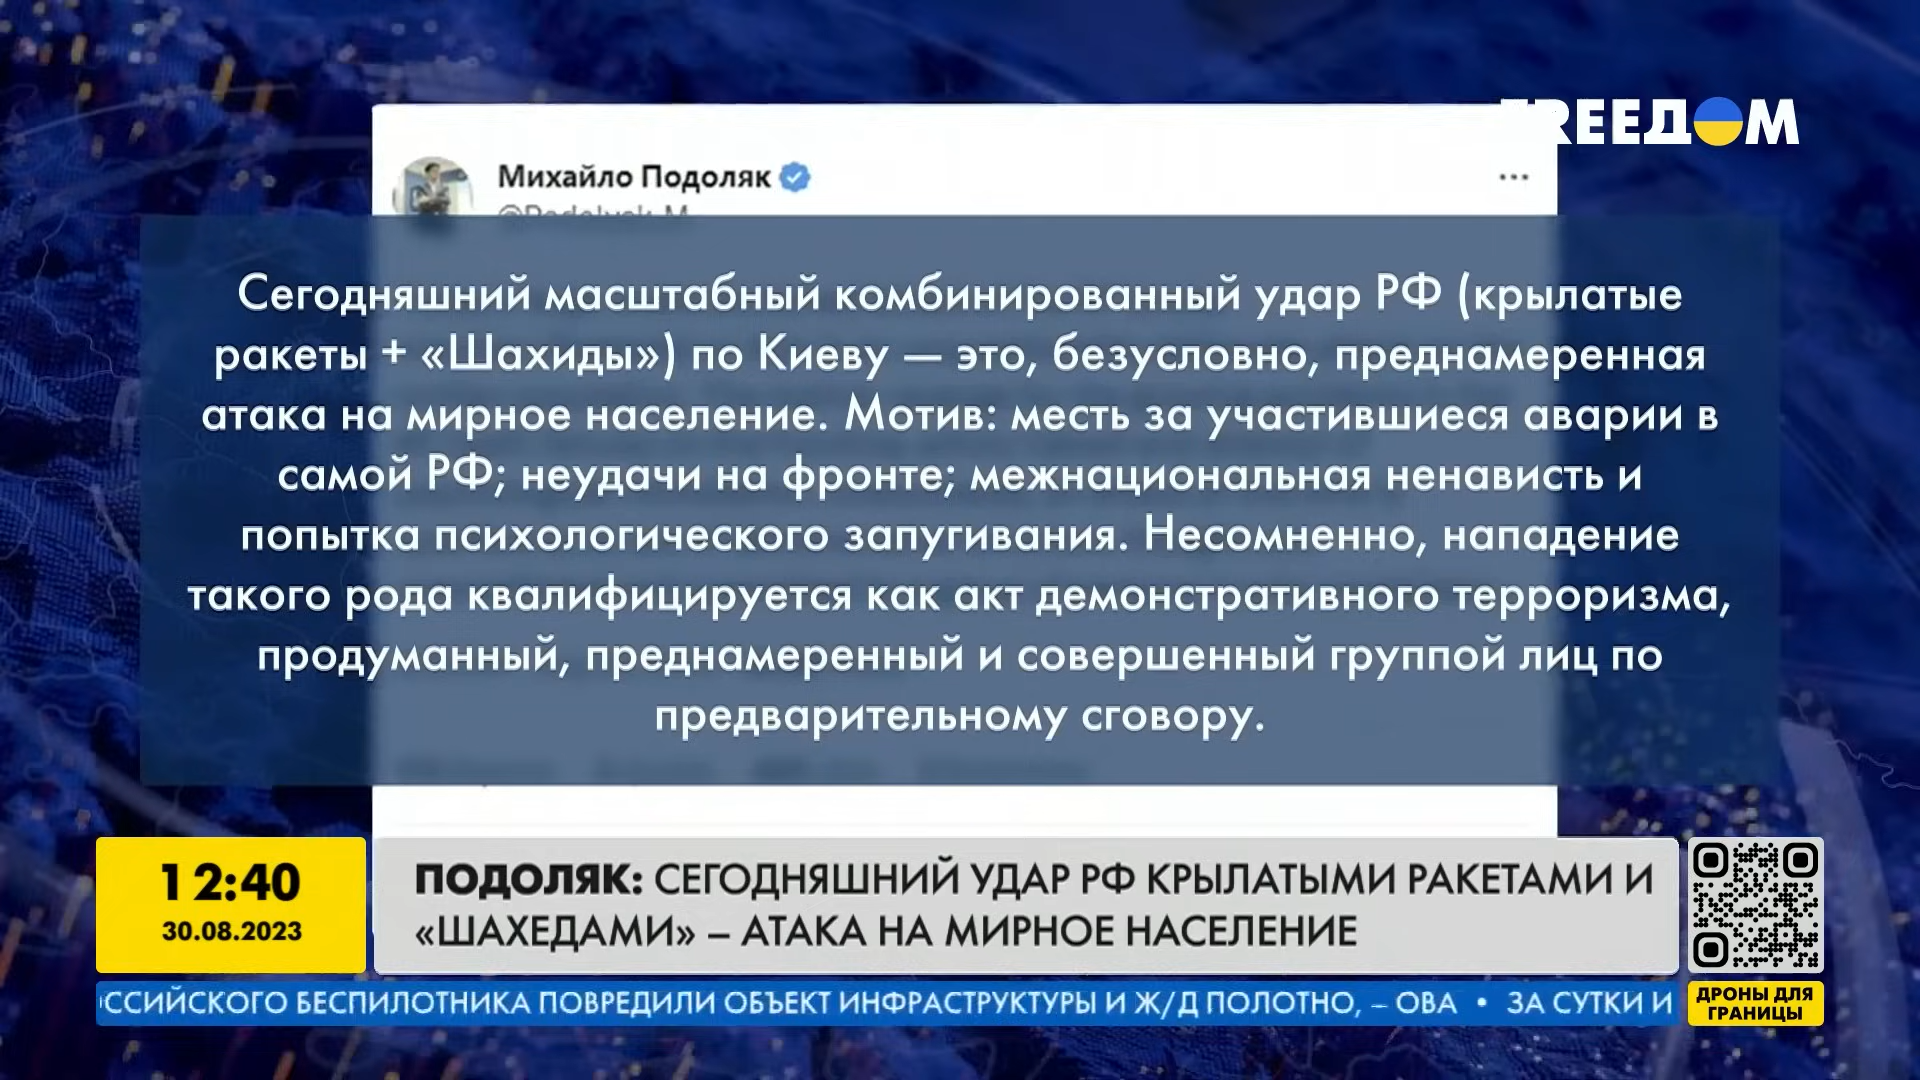 FREEДOM
Михайло Подоляк
@Podolyak_M
Сегодняшний масштабный комбинированный удар РФ (крылатые
ракеты + «Шахиды») по Киеву — это, безусловно, преднамеренная
атака на мирное население. Мотив: месть за участившиеся аварии в
самой РФ; неудачи на фронте; межнациональная ненависть и
попытка психологического запугивания. Несомненно, нападение
такого рода квалифицируется как акт демонстративного терроризма,
продуманный, преднамеренный и совершенный группой лиц по
предварительному сговору.
12:40
30.08.2023
ПОДОЛЯК: СЕГОДНЯШНИЙ УДАР РФ КРЫЛАТЫМИ РАКЕТАМИ И
«ШАХЕДАМИ» – АТАКА НА МИРНОЕ НАСЕЛЕНИЕ
ССИЙСКОГО БЕСПИЛОТНИКА ПОВРЕДИЛИ ОБЪЕКТ ИНФРАСТРУКТУРЫ И Ж/Д ПОЛОТНО, – ОВА • ЗА СУТКИ И
ДРОНЫ ДЛЯ
ГРАНИЦЫ